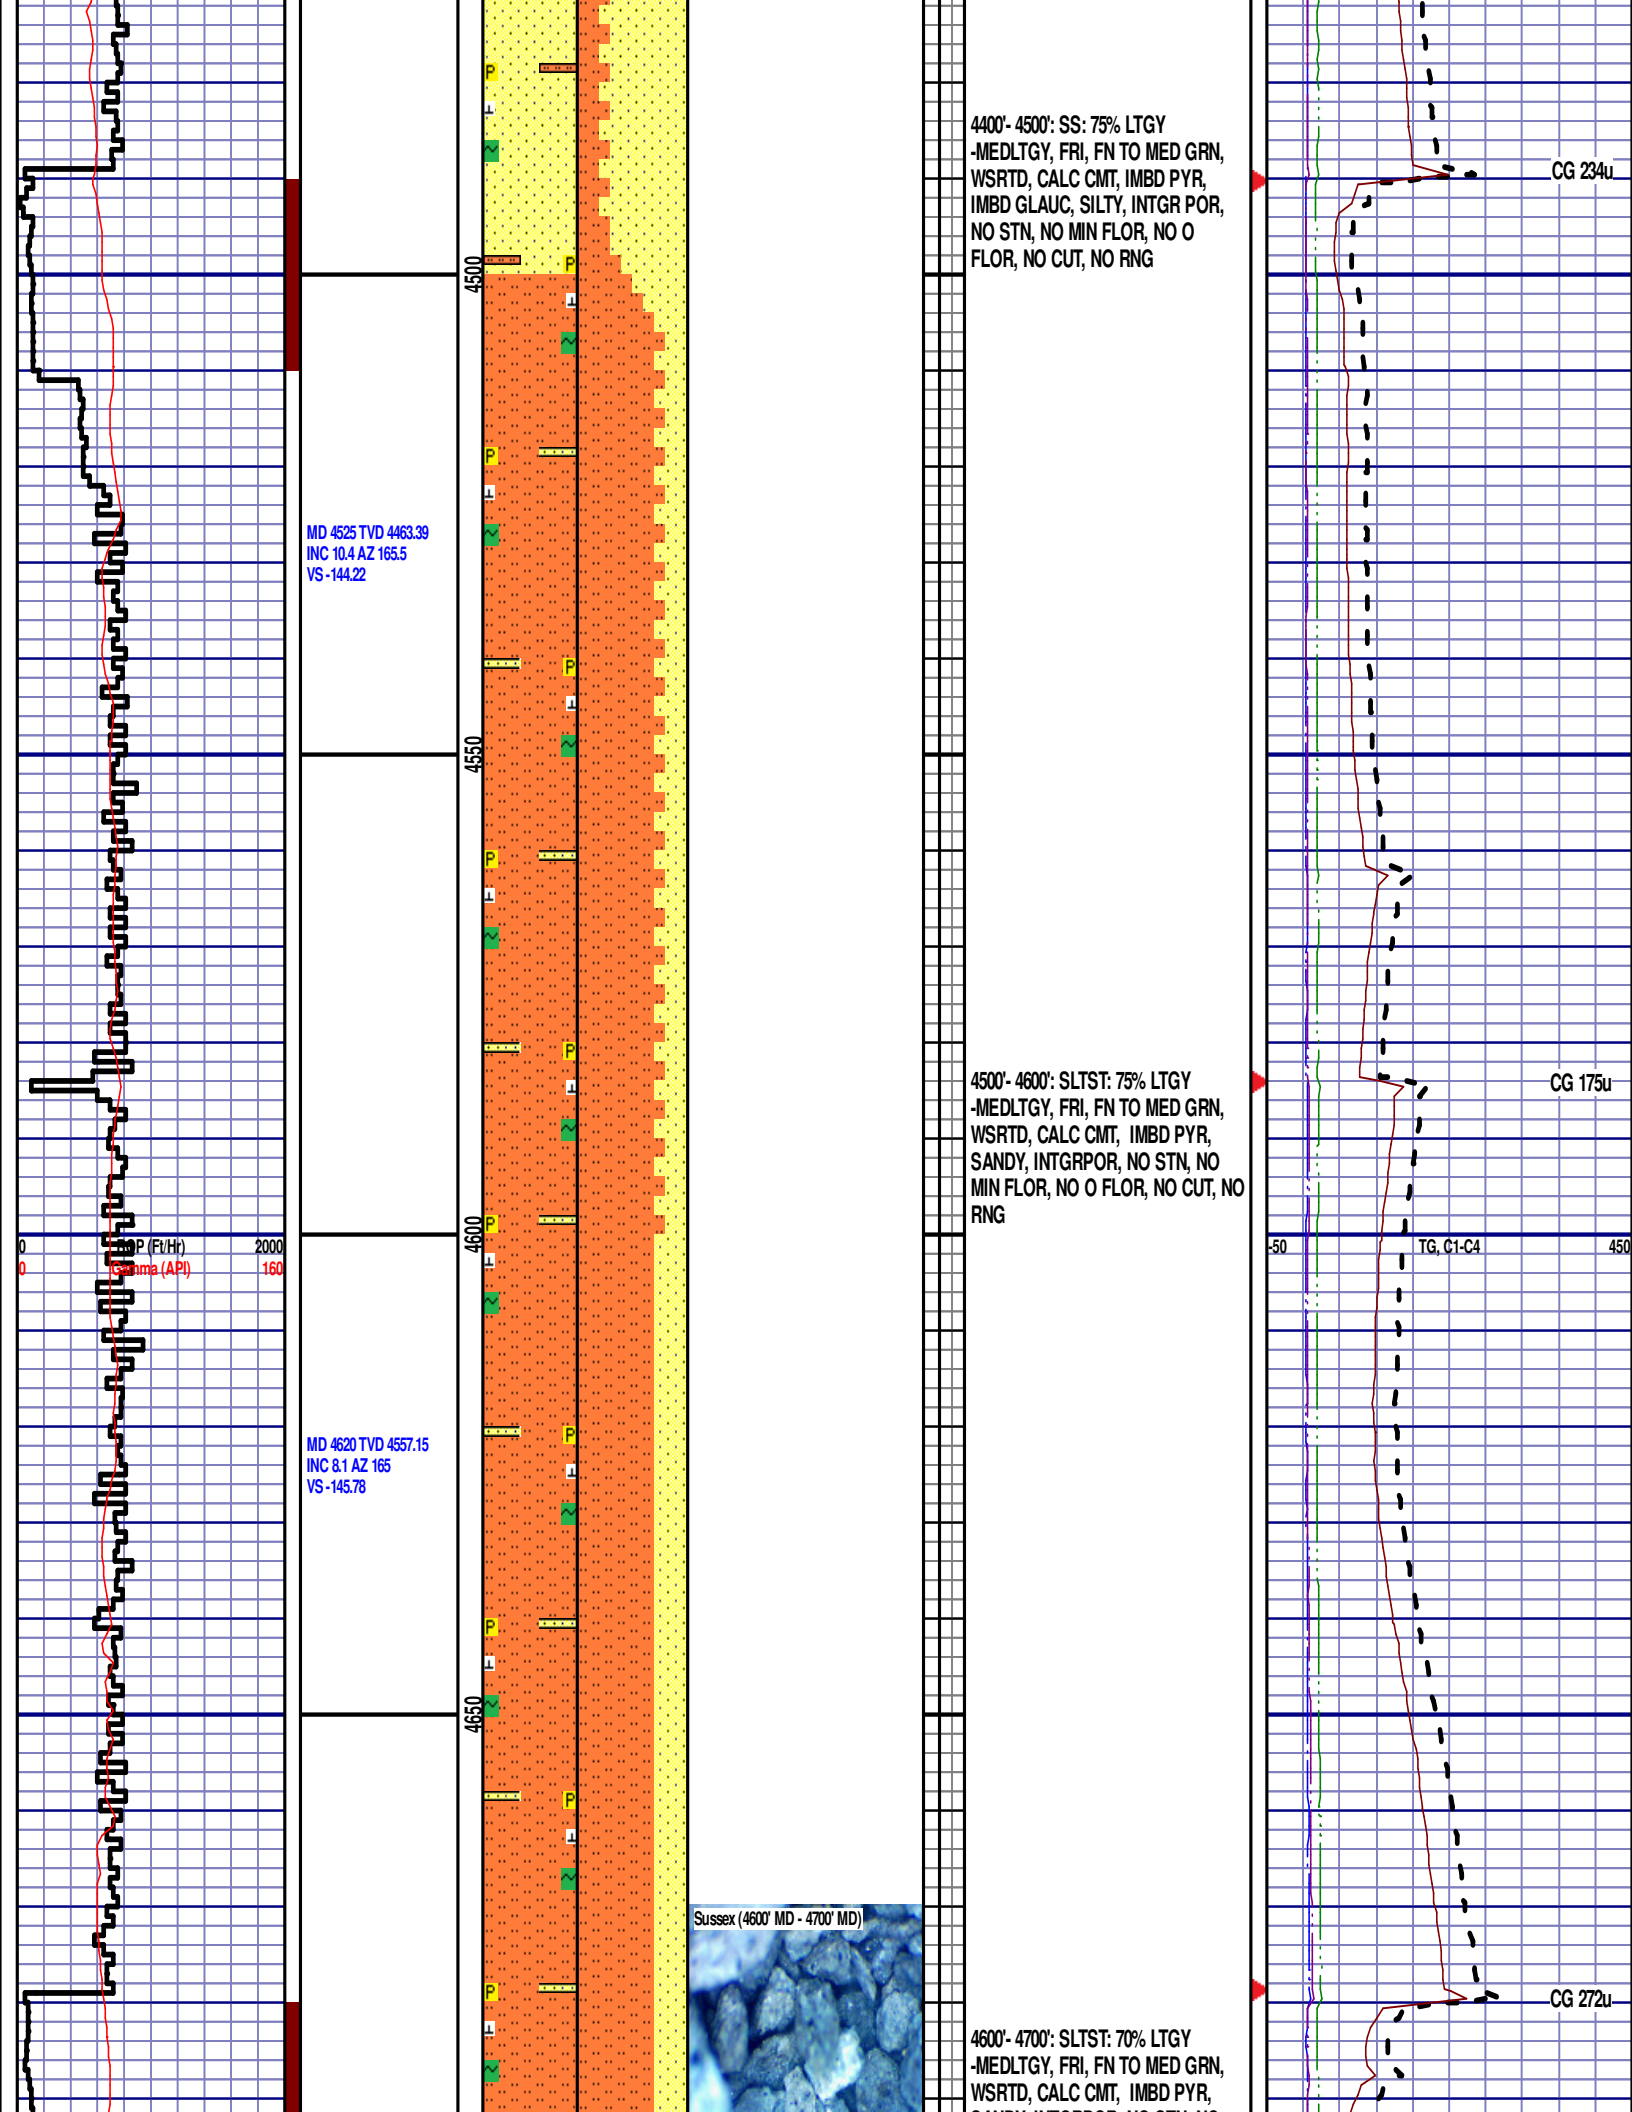 4400'- 4500': SS: 75% LTGY
-MEDLTGY, FRI, FN TO MED GRN,
WSRTD, CALC CMT, IMBD PYR,
IMBD GLAUC, SILTY, INTGR POR,
NO STN, NO MIN FLOR, NO O
FLOR, NO CUT, NO RNG
CG 234u
4500
MD 4525 TVD 4463.39
INC 10.4 AZ 165.5
VS -144.22
4550
4500'- 4600': SLTST: 75% LTGY
-MEDLTGY, FRI, FN TO MED GRN,
WSRTD, CALC CMT, IMBD PYR,
SANDY, INTGRPOR, NO STN, NO
MIN FLOR, NO O FLOR, NO CUT, NO
RNG
CG 175u
4600
0 ROP (Ft/Hr) 2000
0 Gamma (API) 160
-50 TG, C1-C4 450
MD 4620 TVD 4557.15
INC 8.1 AZ 165
VS -145.78
4650
Sussex (4600' MD - 4700' MD)
CG 272u
4600'- 4700': SLTST: 70% LTGY
-MEDLTGY, FRI, FN TO MED GRN,
WSRTD, CALC CMT, IMBD PYR,
P
P
P
P
P
P
P
P
P
P
P